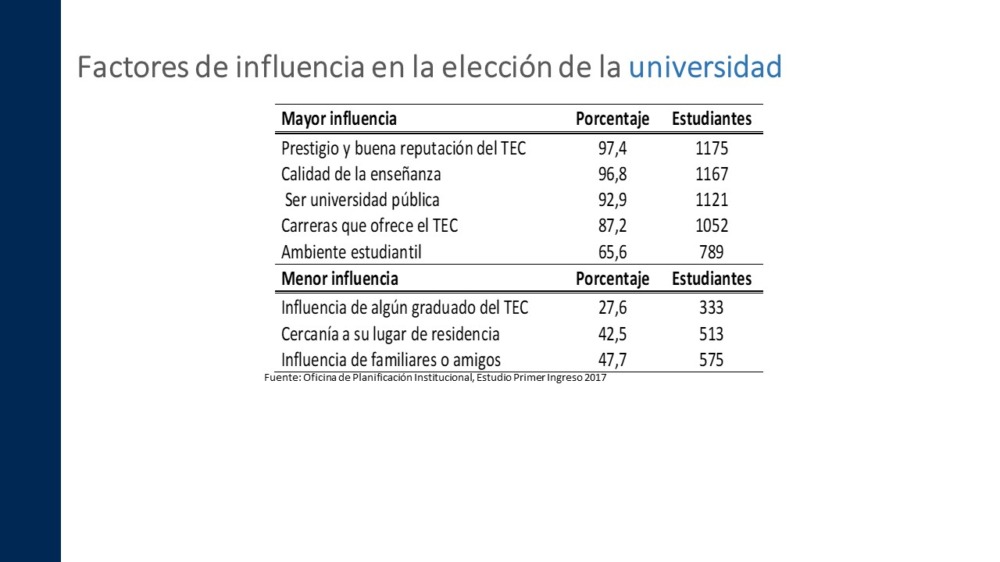 Factores de influencia en la elección de la universidad
Mayor influencia Porcentaje Estudiantes
Prestigio y buena reputación del TEC 97,4 1175
Calidad de la enseñanza 96,8 1167
Ser universidad pública 92,9 1121
Carreras que ofrece el TEC 87,2 1052
Ambiente estudiantil 65,6 789
Menor influencia Porcentaje Estudiantes
Influencia de algún graduado del TEC 27,6 333
Cercanía a su lugar de residencia 42,5 513
Influencia de familiares o amigos 47,7 575
Fuente: Oficina de Planificación Institucional, Estudio Primer Ingreso 2017